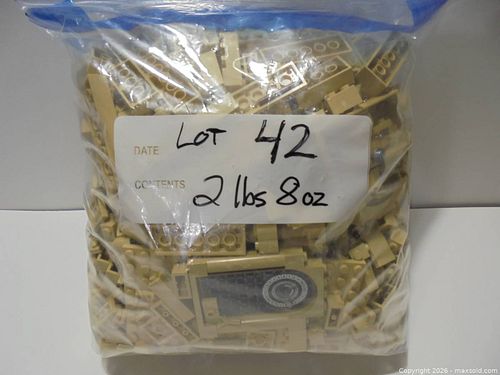 DATE LOT 42
CONTENTS 2 lbs 8 oz
Copyright 2026 - maxsold.com